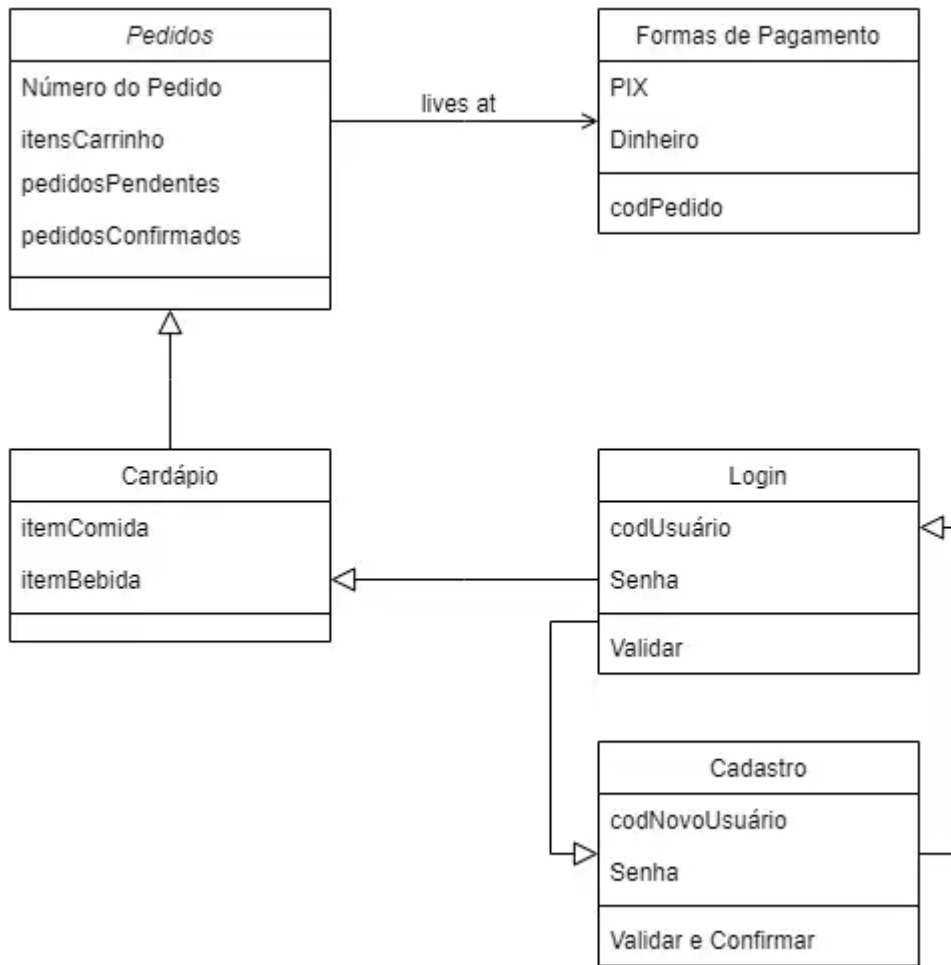 Pedidos
Número do Pedido
itensCarrinho
pedidosPendentes
pedidosConfirmados
lives at
Formas de Pagamento
PIX
Dinheiro
codPedido
Cardápio
itemComida
itemBebida
Login
codUsuário
Senha
Validar
Cadastro
codNovoUsuário
Senha
Validar e Confirmar